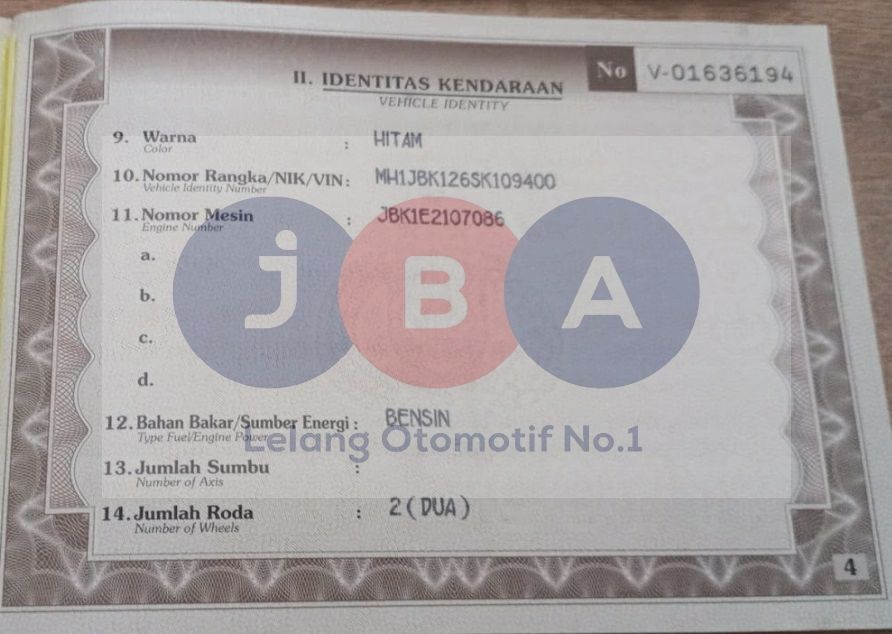 II. IDENTITAS KENDARAAN
VEHICLE IDENTITY
No V-01636194
9. Warna : HITAM
Color
10. Nomor Rangka/NIK/VIN : MH1JBK126SK109400
Vehicle Identity Number
11. Nomor Mesin : JBK1E2107086
Engine Number
a.
b.
c.
d.
JBA
12. Bahan Bakar/Sumber Energi : BENSIN
Type Fuel/Engine Power
Lelang Otomotif No.1
13. Jumlah Sumbu :
Number of Axis
14. Jumlah Roda : 2 (DUA)
Number of Wheels
4